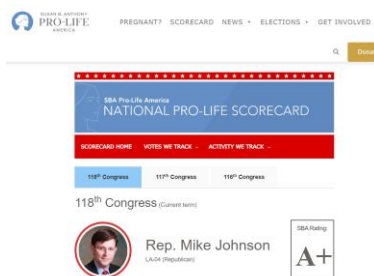 SUSAN B. ANTHONY
PRO-LIFE
AMERICA
PREGNANT? SCORECARD NEWS ELECTIONS GET INVOLVED
Donat
SBA Pro-Life America
NATIONAL PRO-LIFE SCORECARD
SCORECARD HOME VOTES WE TRACK ACTIVITY WE TRACK
118th Congress 117th Congress 116th Congress
118th Congress (Current term)
Rep. Mike Johnson
LA-04 (Republican)
SBA Rating:
A+